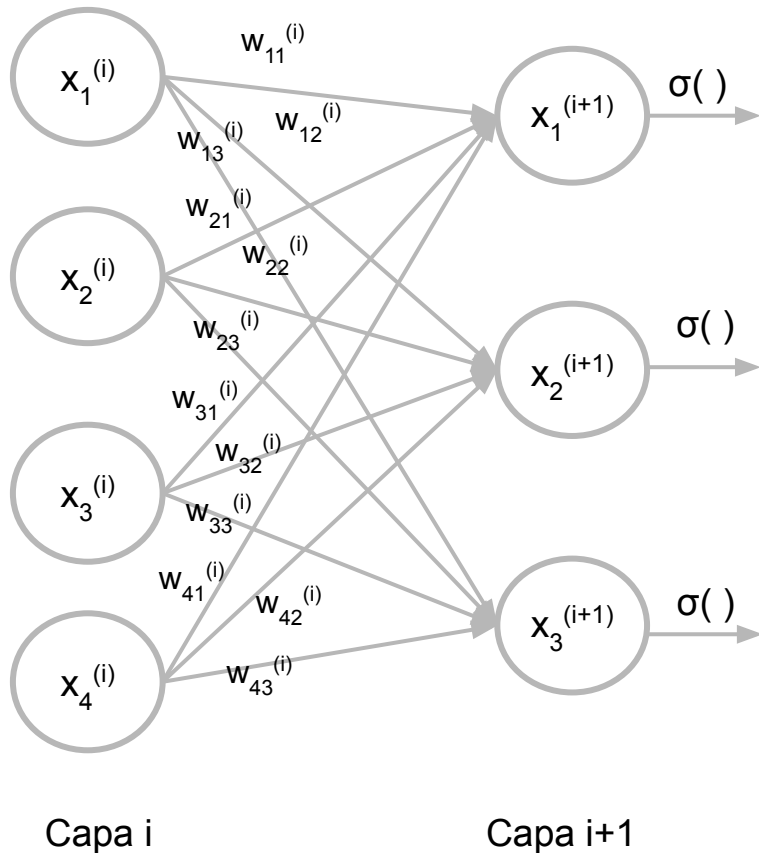 x₁⁽ⁱ⁾
x₂⁽ⁱ⁾
x₃⁽ⁱ⁾
x₄⁽ⁱ⁾
w₁₁⁽ⁱ⁾
w₁₂⁽ⁱ⁾
w₁₃⁽ⁱ⁾
w₂₁⁽ⁱ⁾
w₂₂⁽ⁱ⁾
w₂₃⁽ⁱ⁾
w₃₁⁽ⁱ⁾
w₃₂⁽ⁱ⁾
w₃₃⁽ⁱ⁾
w₄₁⁽ⁱ⁾
w₄₂⁽ⁱ⁾
w₄₃⁽ⁱ⁾
x₁⁽ⁱ⁺¹⁾
σ( )
x₂⁽ⁱ⁺¹⁾
σ( )
x₃⁽ⁱ⁺¹⁾
σ( )
Capa i
Capa i+1